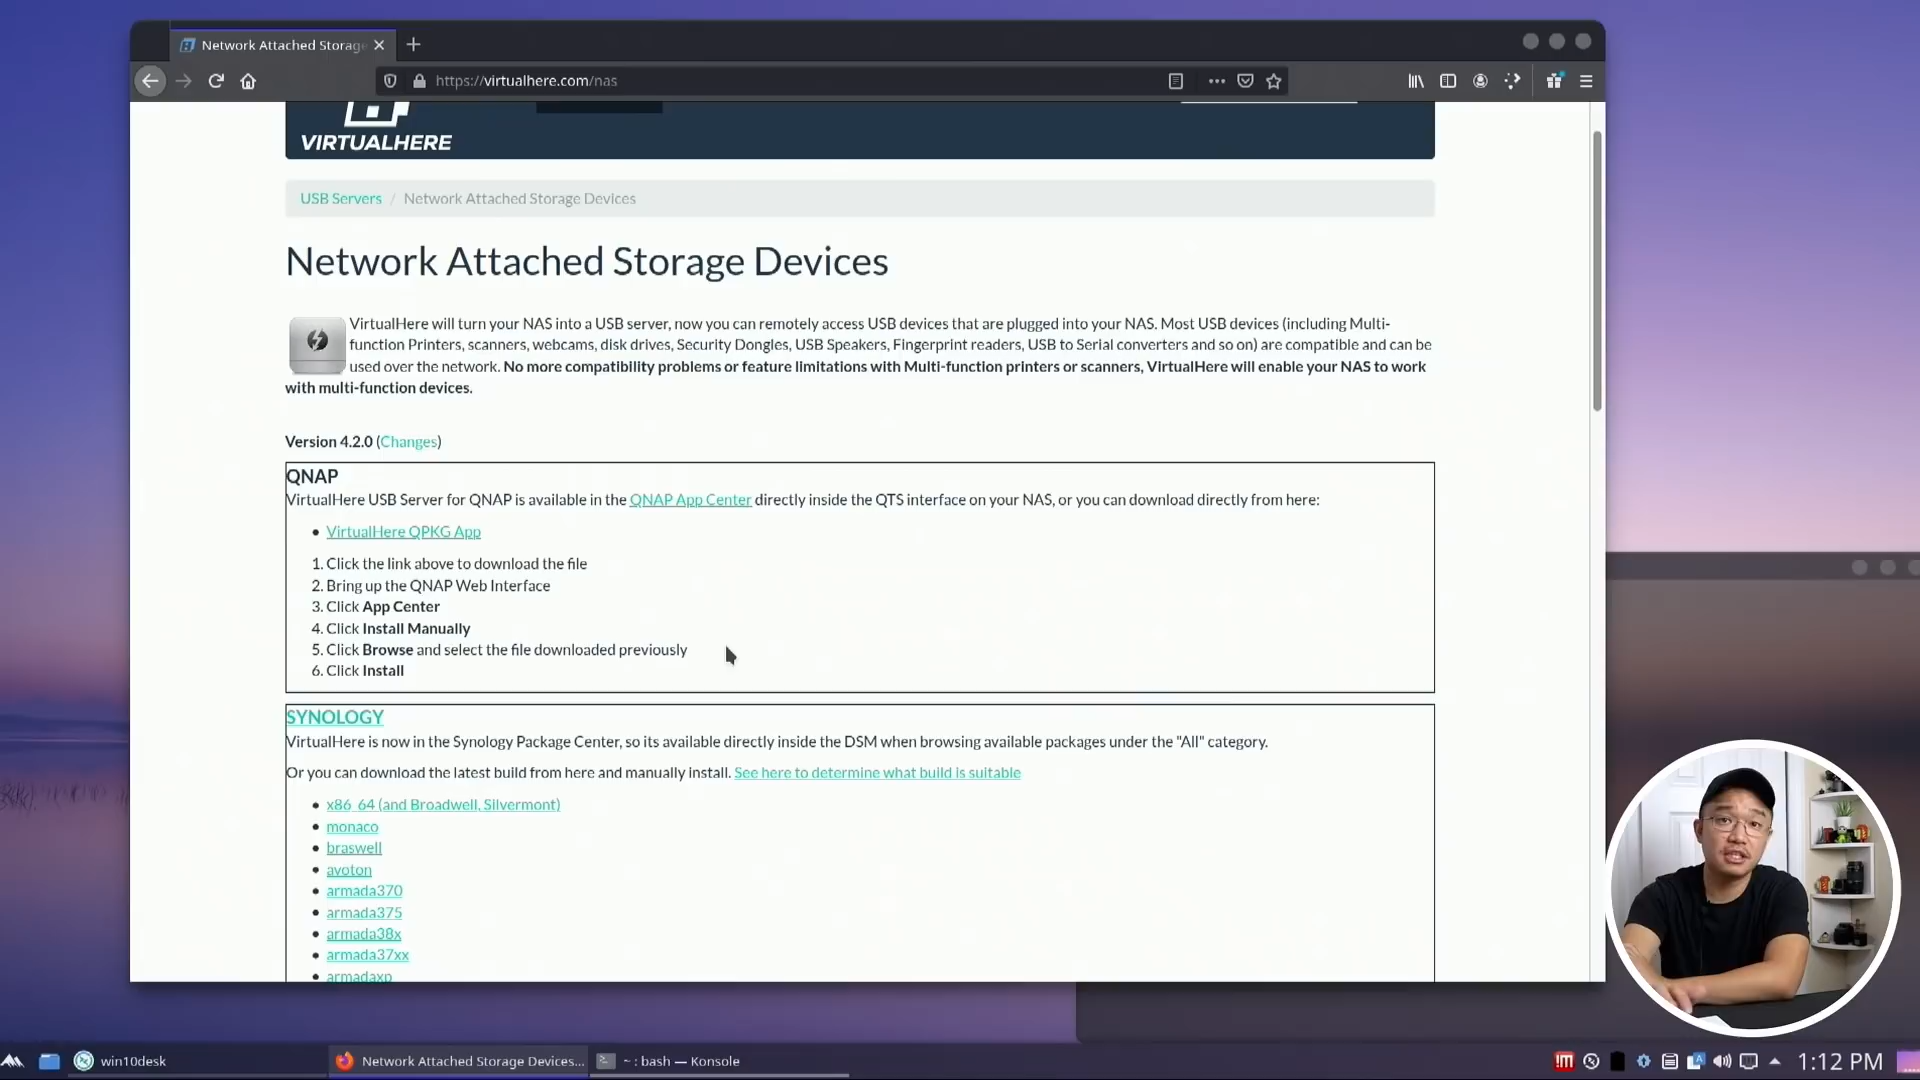 Network Attached Storag
https://virtualhere.com/nas
VIRTUALHERE
USB Servers / Network Attached Storage Devices
Network Attached Storage Devices
VirtualHere will turn your NAS into a USB server, now you can remotely access USB devices that are plugged into your NAS. Most USB devices (including Multi-
function Printers, scanners, webcams, disk drives, Security Dongles, USB Speakers, Fingerprint readers, USB to Serial converters and so on) are compatible and can be
used over the network. No more compatibility problems or feature limitations with Multi-function printers or scanners, VirtualHere will enable your NAS to work
with multi-function devices.
Version 4.2.0 (Changes)
QNAP
VirtualHere USB Server for QNAP is available in the QNAP App Center directly inside the QTS interface on your NAS, or you can download directly from here:
• VirtualHere QPKG App
1. Click the link above to download the file
2. Bring up the QNAP Web Interface
3. Click App Center
4. Click Install Manually
5. Click Browse and select the file downloaded previously
6. Click Install
SYNOLOGY
VirtualHere is now in the Synology Package Center, so its available directly inside the DSM when browsing available packages under the "All" category.
Or you can download the latest build from here and manually install. See here to determine what build is suitable
• x86_64 (and Broadwell, Silvermont)
• monaco
• braswell
• avoton
• armada370
• armada375
• armada38x
• armada37xx
• armadaxp
win10desk
Network Attached Storage Devices...
~ : bash — Konsole
1:12 PM